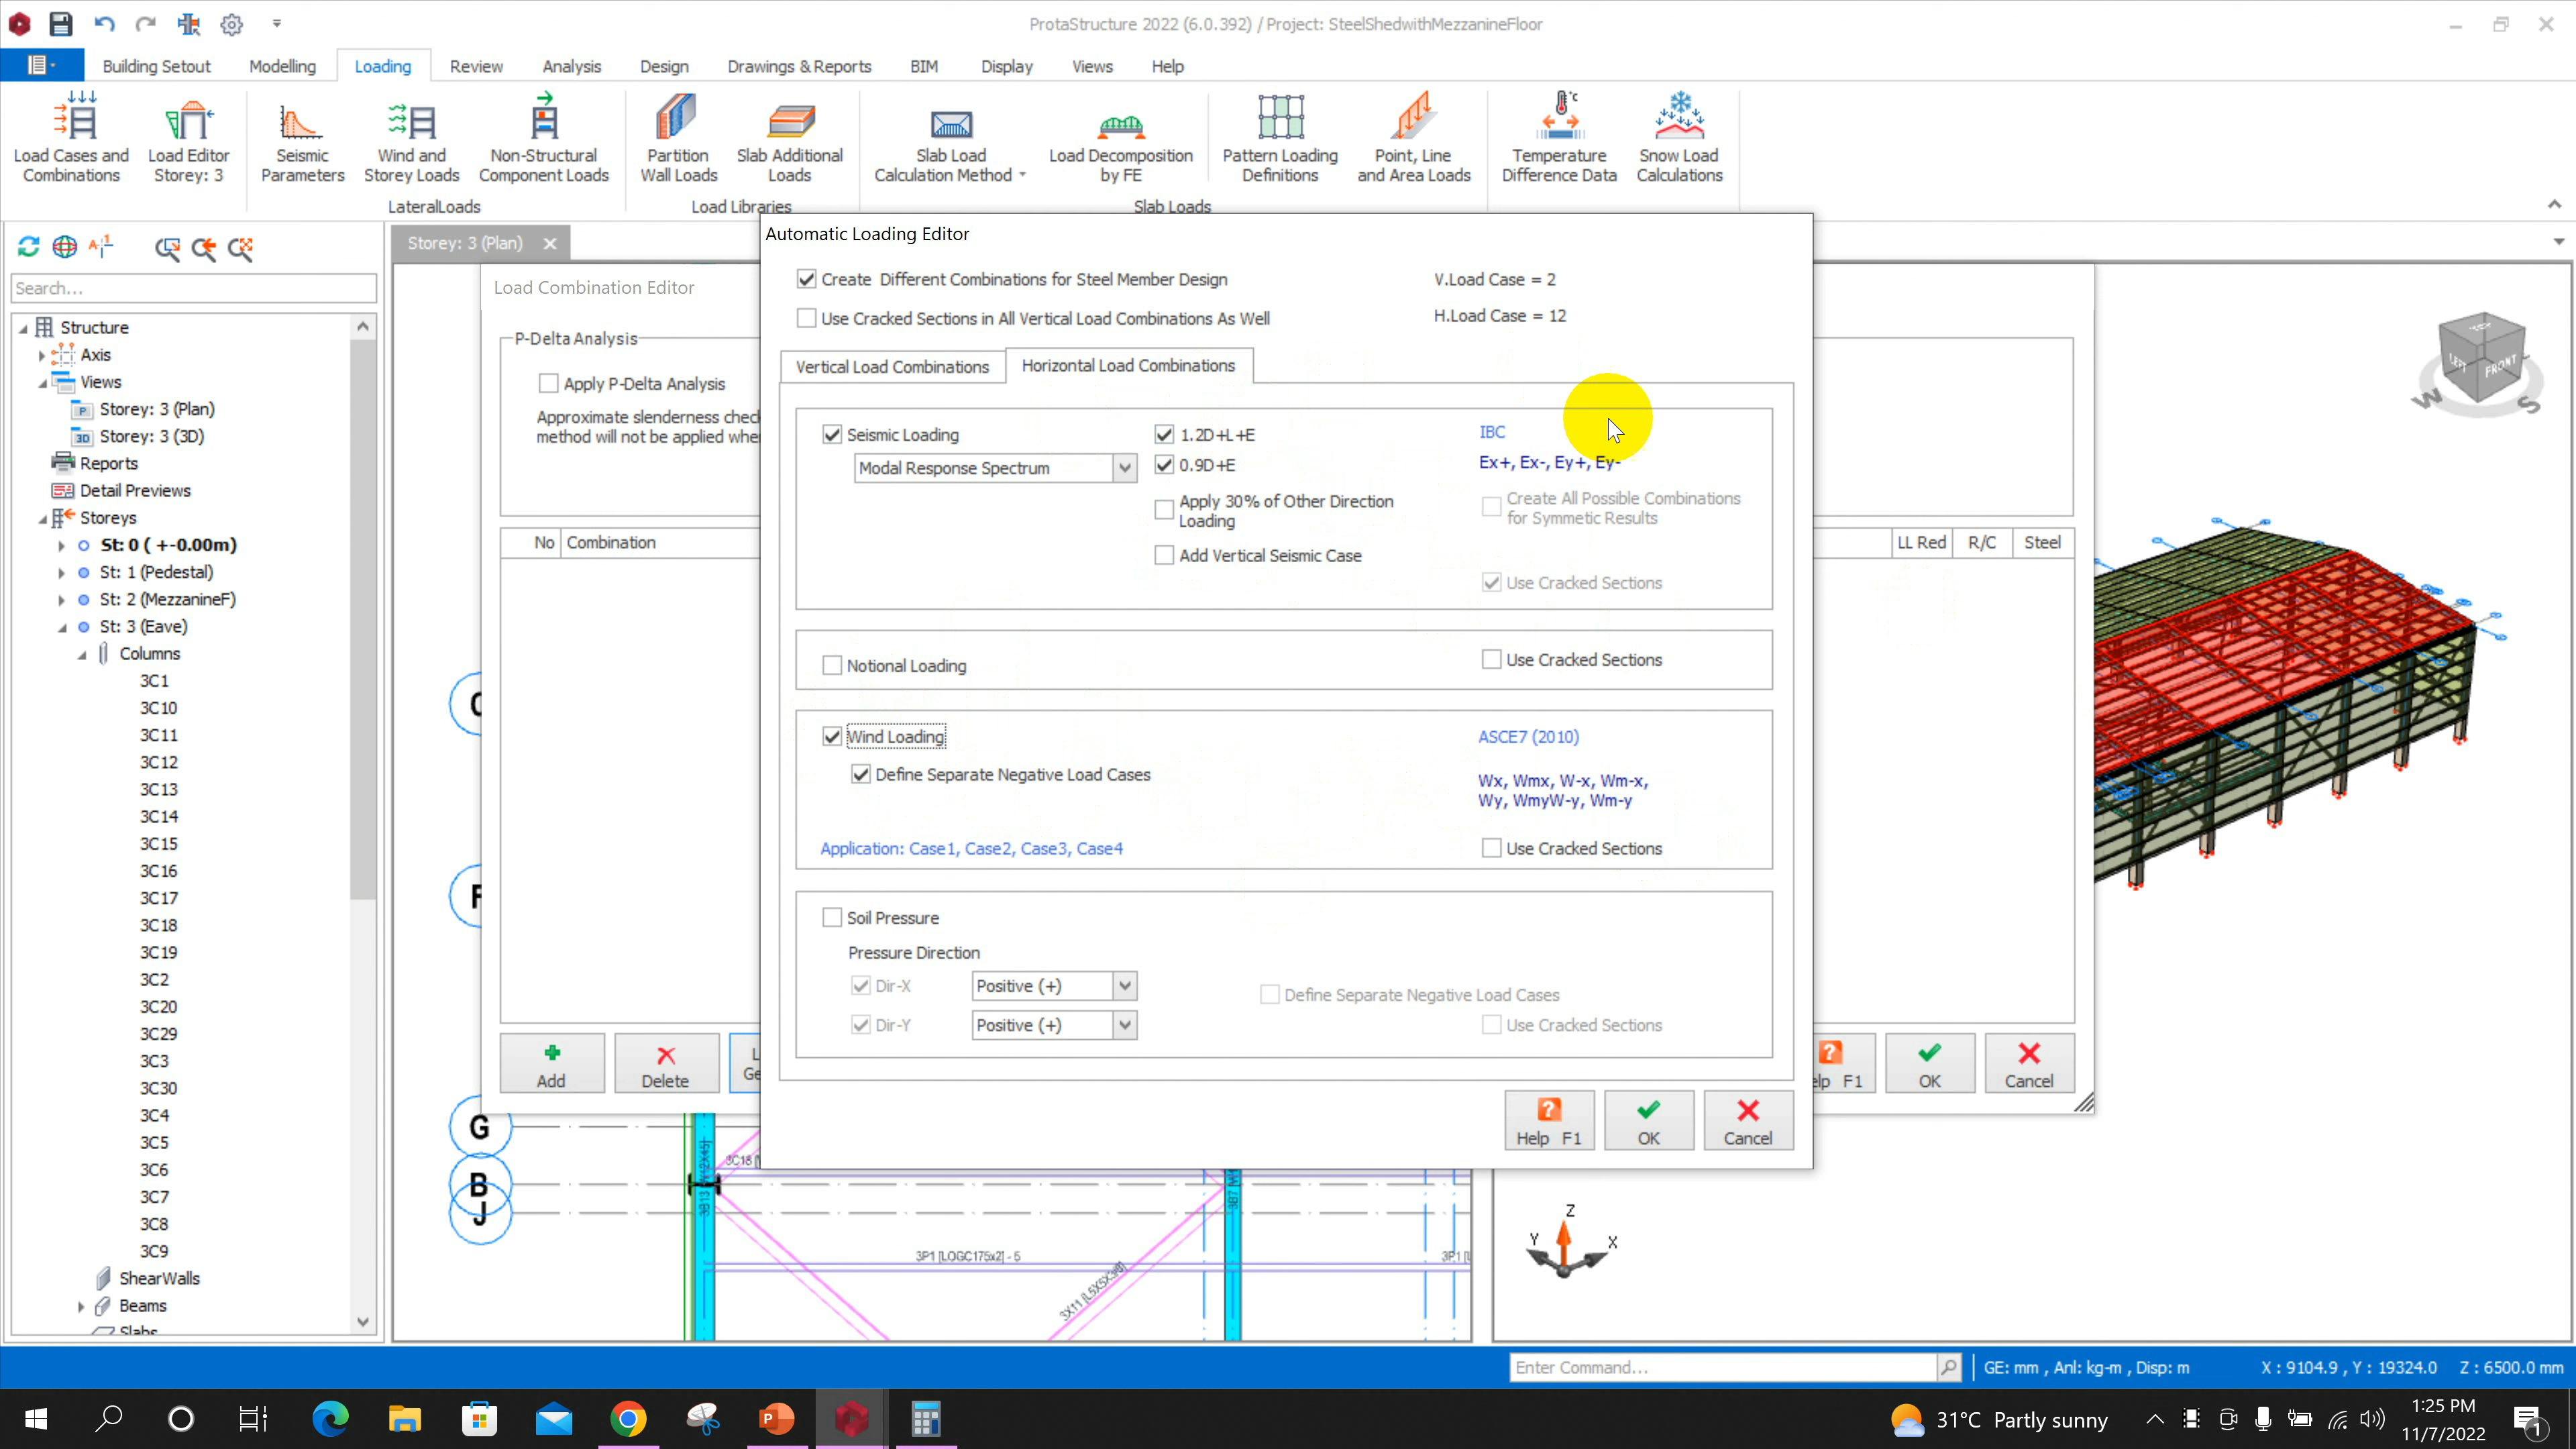 ProtaStructure 2022 (6.0.392) / Project: SteelShedwithMezzanineFloor
Building Setout
Modelling
Loading
Review
Analysis
Design
Drawings & Reports
BIM
Display
Views
Help
Load Cases and
Combinations
Load Editor
Storey: 3
Seismic
Parameters
Wind and
Storey Loads
Non-Structural
Component Loads
Partition
Wall Loads
Slab Additional
Loads
Slab Load
Calculation Method
Load Decomposition
by FE
Pattern Loading
Definitions
Point, Line
and Area Loads
Temperature
Difference Data
Snow Load
Calculations
LateralLoads
Load Libraries
Slab Loads
Search...
Structure
Axis
Views
Storey: 3 (Plan)
Storey: 3 (3D)
Reports
Detail Previews
Storeys
St: 0 ( +-0.00m)
St: 1 (Pedestal)
St: 2 (MezzanineF)
St: 3 (Eave)
Columns
3C1
3C10
3C11
3C12
3C13
3C14
3C15
3C16
3C17
3C18
3C19
3C2
3C20
3C29
3C3
3C30
3C4
3C5
3C6
3C7
3C8
3C9
ShearWalls
Beams
Slabs
Storey: 3 (Plan)
Load Combination Editor
P-Delta Analysis
Apply P-Delta Analysis
Approximate slenderness chec
method will not be applied whe
No Combination
LL Red R/C Steel
Add
Delete
elp F1
OK
Cancel
Automatic Loading Editor
Create Different Combinations for Steel Member Design
V.Load Case = 2
Use Cracked Sections in All Vertical Load Combinations As Well
H.Load Case = 12
Vertical Load Combinations
Horizontal Load Combinations
Seismic Loading
1.2D+L+E
IBC
Modal Response Spectrum
0.9D+E
Ex+, Ex-, Ey+, Ey-
Apply 30% of Other Direction
Loading
Create All Possible Combinations
for Symmetic Results
Add Vertical Seismic Case
Use Cracked Sections
Notional Loading
Use Cracked Sections
Wind Loading
ASCE7 (2010)
Define Separate Negative Load Cases
Wx, Wmx, W-x, Wm-x,
Wy, WmyW-y, Wm-y
Application: Case1, Case2, Case3, Case4
Use Cracked Sections
Soil Pressure
Pressure Direction
Dir-X
Positive (+)
Define Separate Negative Load Cases
Dir-Y
Positive (+)
Use Cracked Sections
Help F1
OK
Cancel
F
G
B
J
3P1 [LOGC175x2] - 5
3X11 [L5X5X3/8]
TOP
LEFT
FRONT
W
S
Z
Y
X
Enter Command...
GE: mm , Anl: kg-m , Disp: m
X : 9104.9 , Y : 19324.0
Z : 6500.0 mm
31°C Partly sunny
1:25 PM
11/7/2022
1